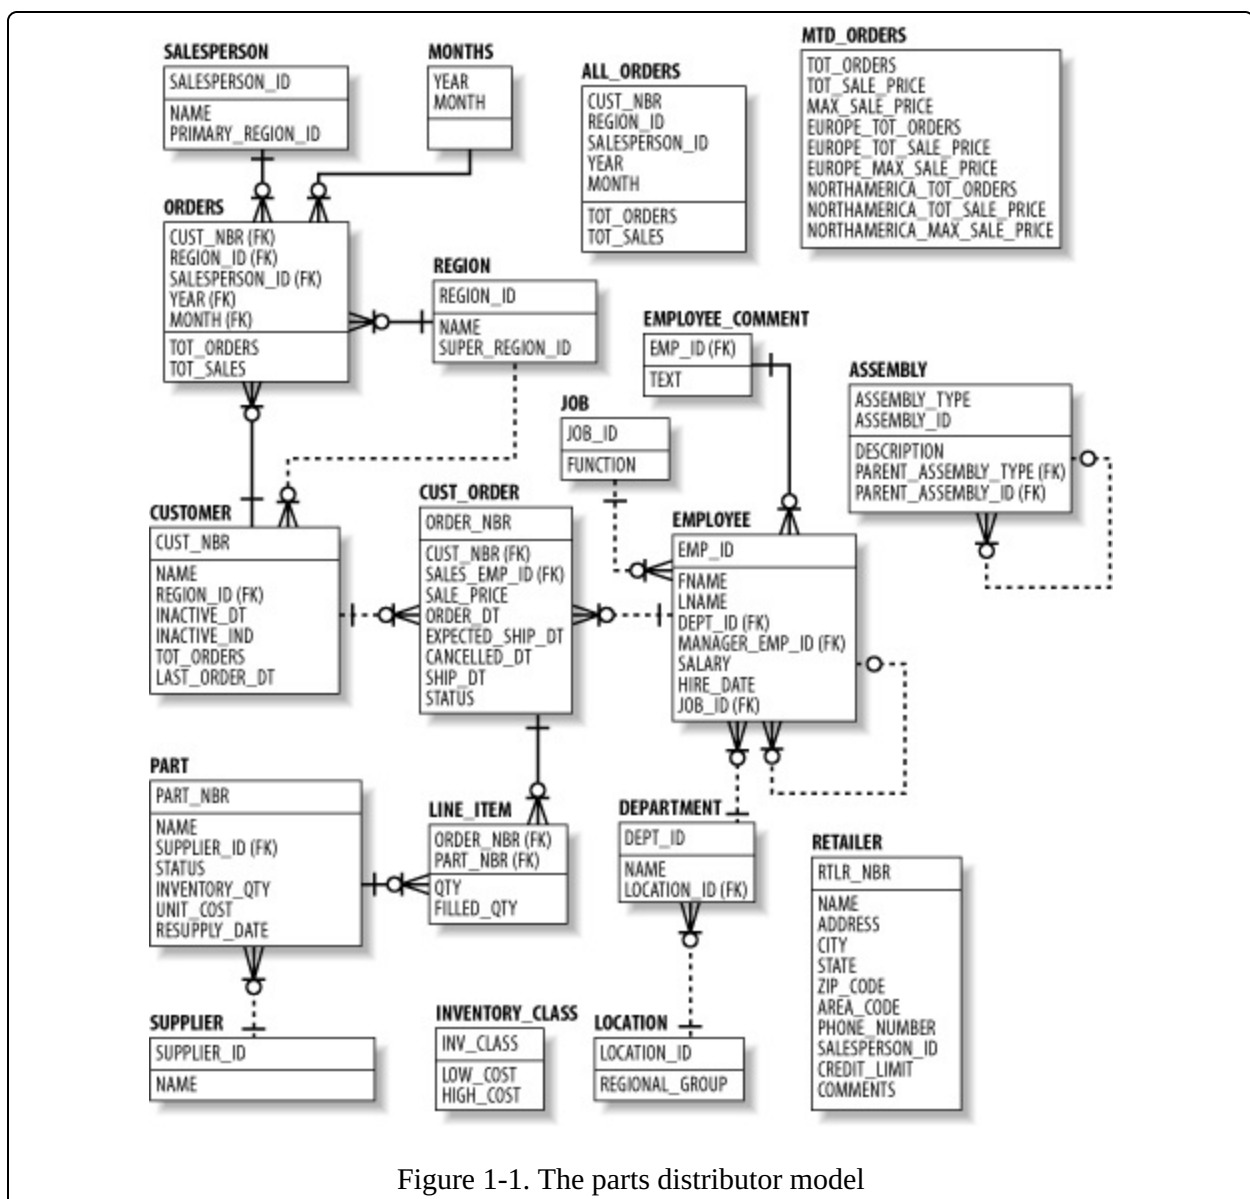 SALESPERSON
SALESPERSON_ID
NAME
PRIMARY_REGION_ID
MONTHS
YEAR
MONTH
ALL_ORDERS
CUST_NBR
REGION_ID
SALESPERSON_ID
YEAR
MONTH
TOT_ORDERS
TOT_SALES
MTD_ORDERS
TOT_ORDERS
TOT_SALE_PRICE
MAX_SALE_PRICE
EUROPE_TOT_ORDERS
EUROPE_TOT_SALE_PRICE
EUROPE_MAX_SALE_PRICE
NORTHAMERICA_TOT_ORDERS
NORTHAMERICA_TOT_SALE_PRICE
NORTHAMERICA_MAX_SALE_PRICE
ORDERS
CUST_NBR (FK)
REGION_ID (FK)
SALESPERSON_ID (FK)
YEAR (FK)
MONTH (FK)
TOT_ORDERS
TOT_SALES
REGION
REGION_ID
NAME
SUPER_REGION_ID
EMPLOYEE_COMMENT
EMP_ID (FK)
TEXT
ASSEMBLY
ASSEMBLY_TYPE
ASSEMBLY_ID
DESCRIPTION
PARENT_ASSEMBLY_TYPE (FK)
PARENT_ASSEMBLY_ID (FK)
JOB
JOB_ID
FUNCTION
CUSTOMER
CUST_NBR
NAME
REGION_ID (FK)
INACTIVE_DT
INACTIVE_IND
TOT_ORDERS
LAST_ORDER_DT
CUST_ORDER
ORDER_NBR
CUST_NBR (FK)
SALES_EMP_ID (FK)
SALE_PRICE
ORDER_DT
EXPECTED_SHIP_DT
CANCELLED_DT
SHIP_DT
STATUS
EMPLOYEE
EMP_ID
FNAME
LNAME
DEPT_ID (FK)
MANAGER_EMP_ID (FK)
SALARY
HIRE_DATE
JOB_ID (FK)
PART
PART_NBR
NAME
SUPPLIER_ID (FK)
STATUS
INVENTORY_QTY
UNIT_COST
RESUPPLY_DATE
LINE_ITEM
ORDER_NBR (FK)
PART_NBR (FK)
QTY
FILLED_QTY
DEPARTMENT
DEPT_ID
NAME
LOCATION_ID (FK)
RETAILER
RTLR_NBR
NAME
ADDRESS
CITY
STATE
ZIP_CODE
AREA_CODE
PHONE_NUMBER
SALESPERSON_ID
CREDIT_LIMIT
COMMENTS
SUPPLIER
SUPPLIER_ID
NAME
INVENTORY_CLASS
INV_CLASS
LOW_COST
HIGH_COST
LOCATION
LOCATION_ID
REGIONAL_GROUP
Figure 1-1. The parts distributor model